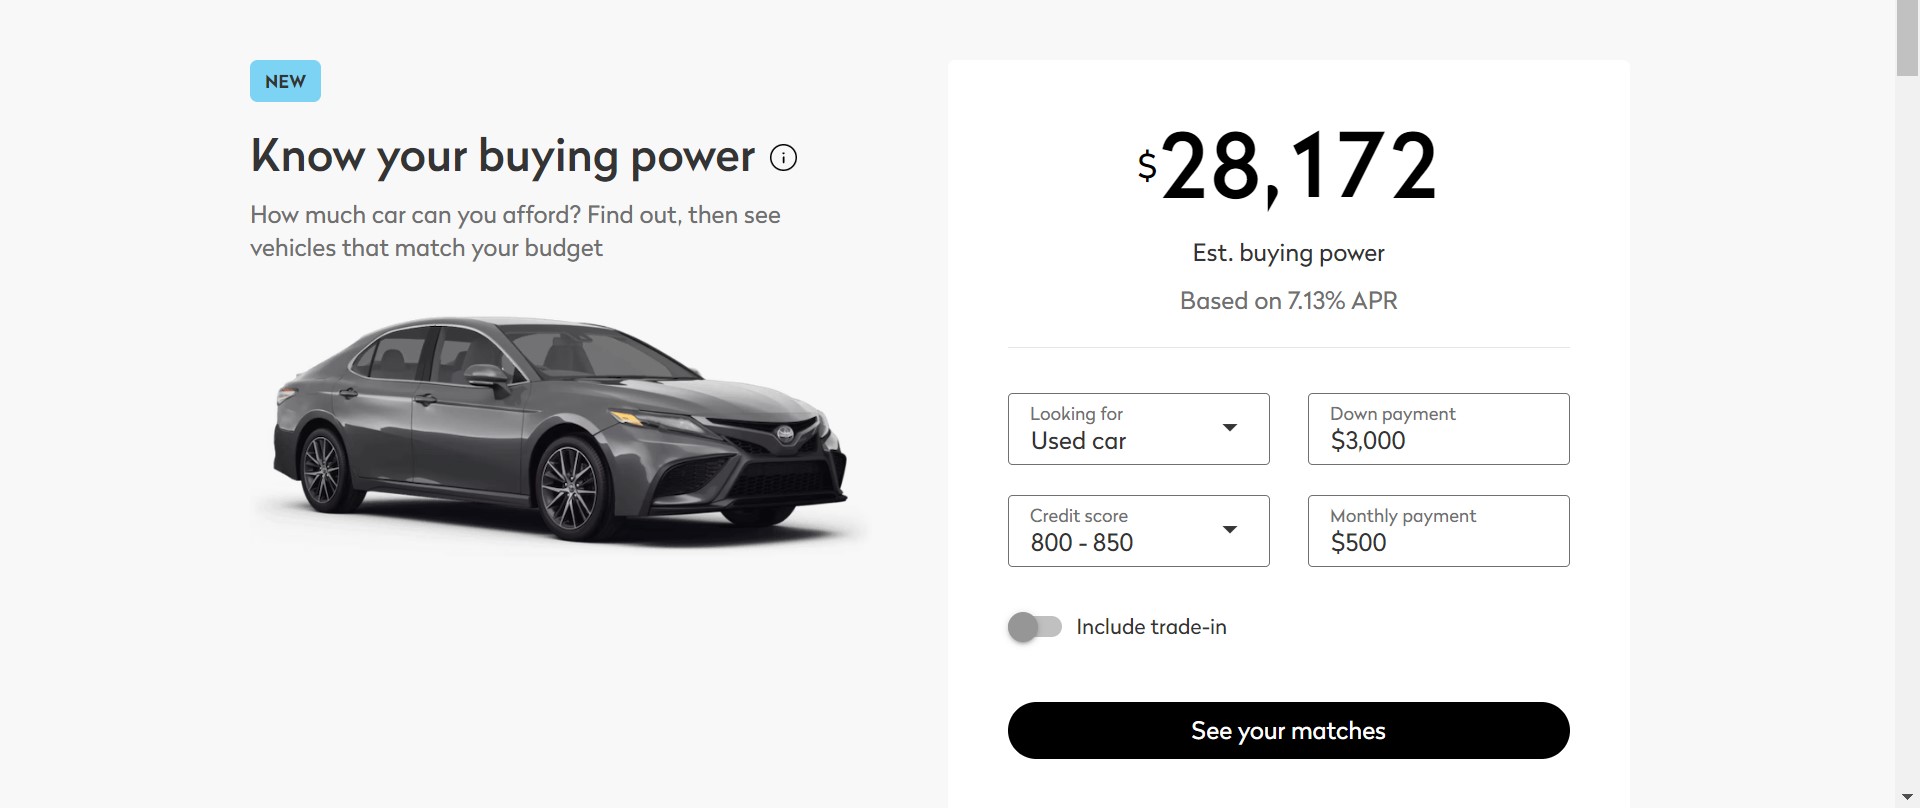 NEW
Know your buying power
How much car can you afford? Find out, then see
vehicles that match your budget
$28,172
Est. buying power
Based on 7.13% APR
Looking for
Used car
Down payment
$3,000
Credit score
800 - 850
Monthly payment
$500
Include trade-in
See your matches